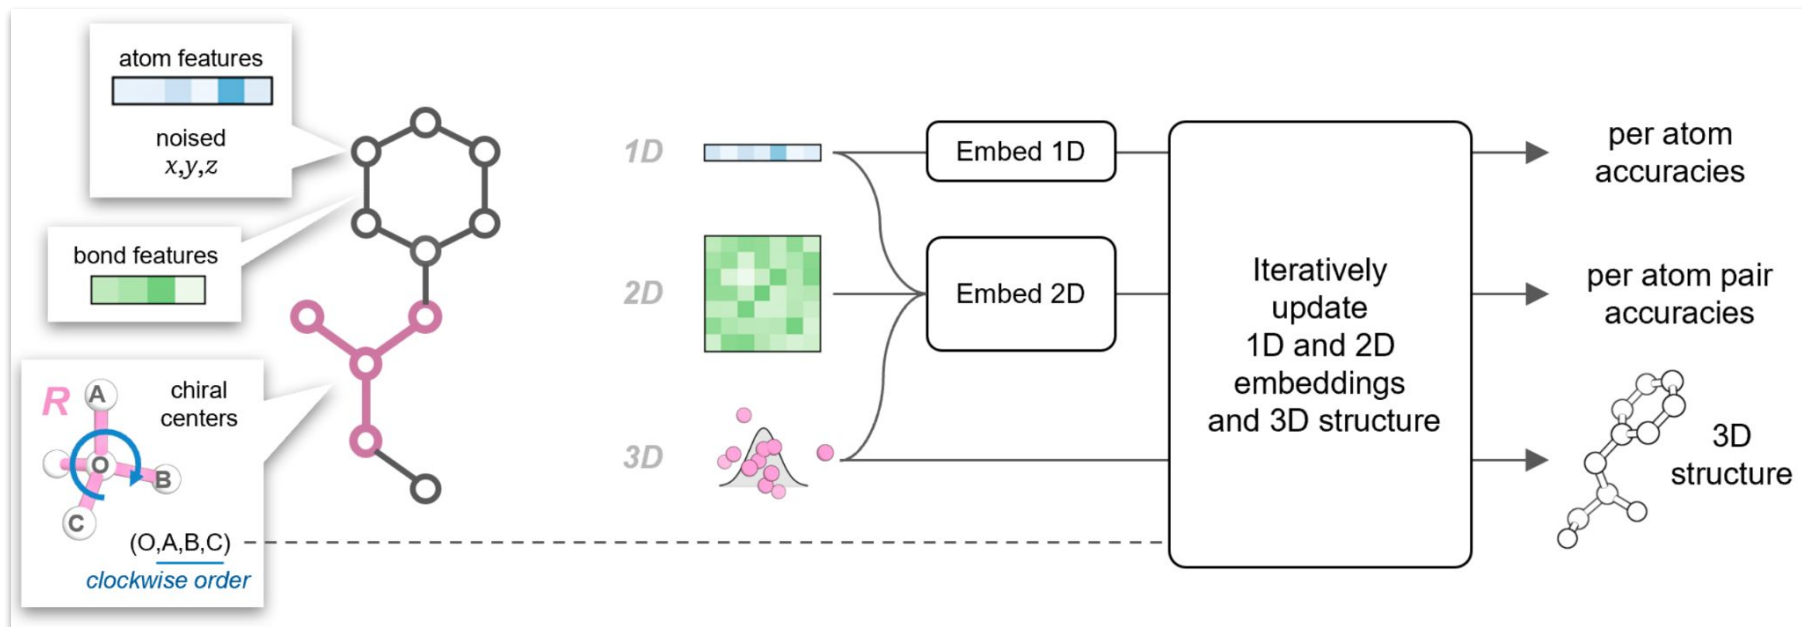 atom features
noised
x,y,z
bond features
R
A
chiral
centers
O
B
C
(O,A,B,C)
clockwise order
1D
2D
3D
Embed 1D
Embed 2D
Iteratively
update
1D and 2D
embeddings
and 3D structure
per atom
accuracies
per atom pair
accuracies
3D
structure